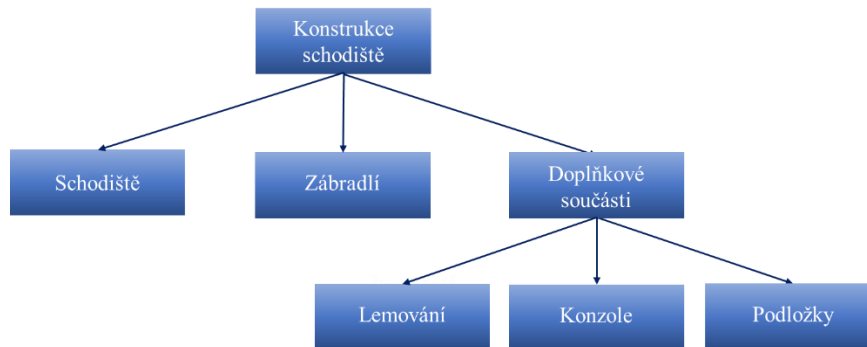 Konstrukce
schodiště
Schodiště
Zábradlí
Doplňkové
součásti
Lemování
Konzole
Podložky